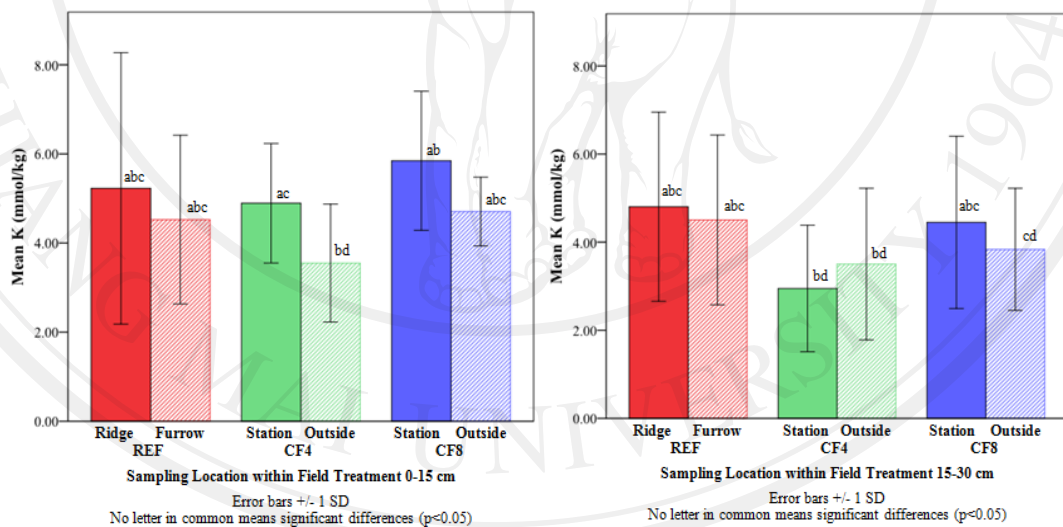 Mean K (mmol/kg)
8.00
6.00
4.00
2.00
0.00
abc
abc
ac
bd
ab
abc
Ridge Furrow Station Outside Station Outside
REF CF4 CF8
Sampling Location within Field Treatment 0-15 cm
Error bars +/- 1 SD
No letter in common means significant differences (p<0.05)
Mean K (mmol/kg)
8.00
6.00
4.00
2.00
0.00
abc
abc
bd
bd
abc
cd
Ridge Furrow Station Outside Station Outside
REF CF4 CF8
Sampling Location within Field Treatment 15-30 cm
Error bars +/- 1 SD
No letter in common means significant differences (p<0.05)
MAI UNIVERSITY 1964